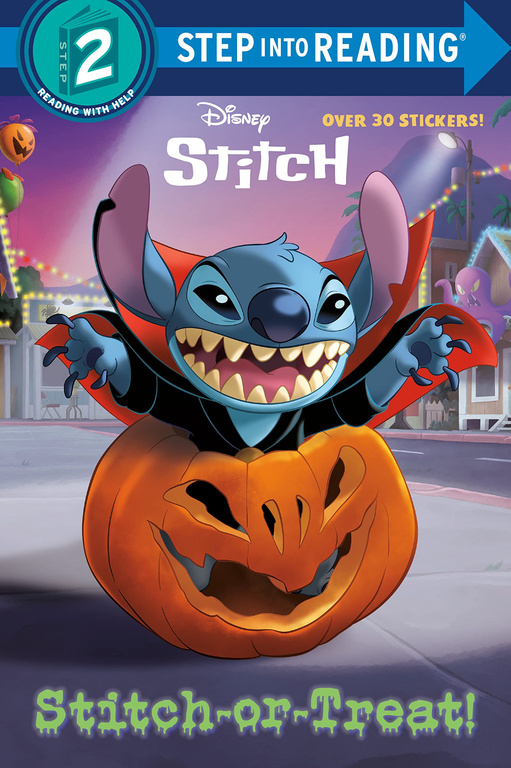 STEP INTO READING®
STEP
2
READING WITH HELP
Disney
Stitch
OVER 30 STICKERS!
Stitch-or-Treat!